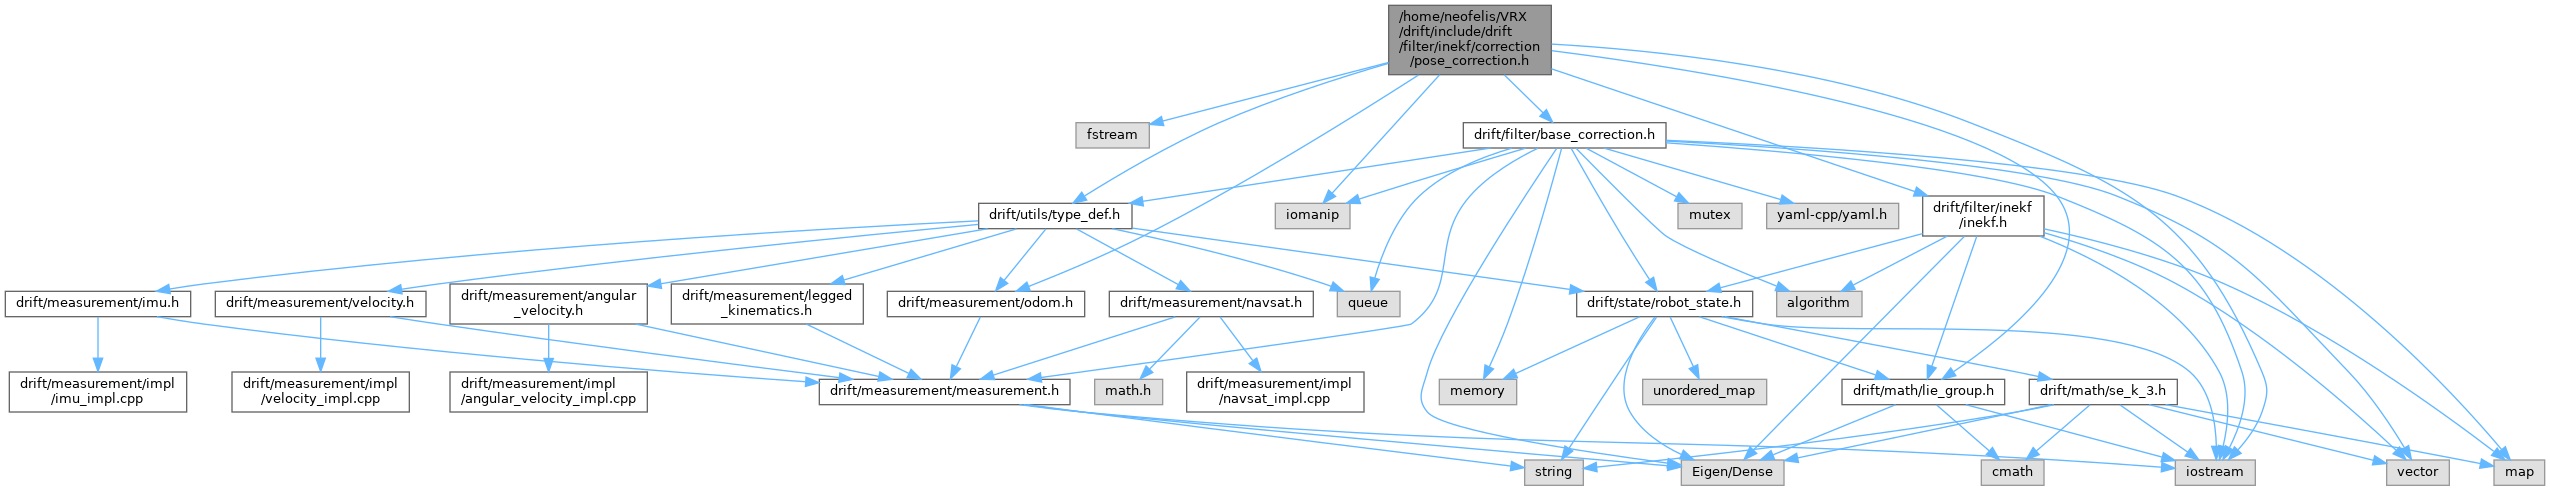 /home/neofelis/VRX
/drift/include/drift
/filter/inekf/correction
/pose_correction.h
fstream
drift/filter/base_correction.h
drift/utils/type_def.h
iomanip
mutex
yaml-cpp/yaml.h
drift/filter/inekf
/inekf.h
drift/measurement/imu.h
drift/measurement/velocity.h
drift/measurement/angular
_velocity.h
drift/measurement/legged
_kinematics.h
drift/measurement/odom.h
drift/measurement/navsat.h
queue
drift/state/robot_state.h
algorithm
drift/measurement/impl
/imu_impl.cpp
drift/measurement/impl
/velocity_impl.cpp
drift/measurement/impl
/angular_velocity_impl.cpp
drift/measurement/measurement.h
math.h
drift/measurement/impl
/navsat_impl.cpp
memory
unordered_map
drift/math/lie_group.h
drift/math/se_k_3.h
string
Eigen/Dense
cmath
iostream
vector
map